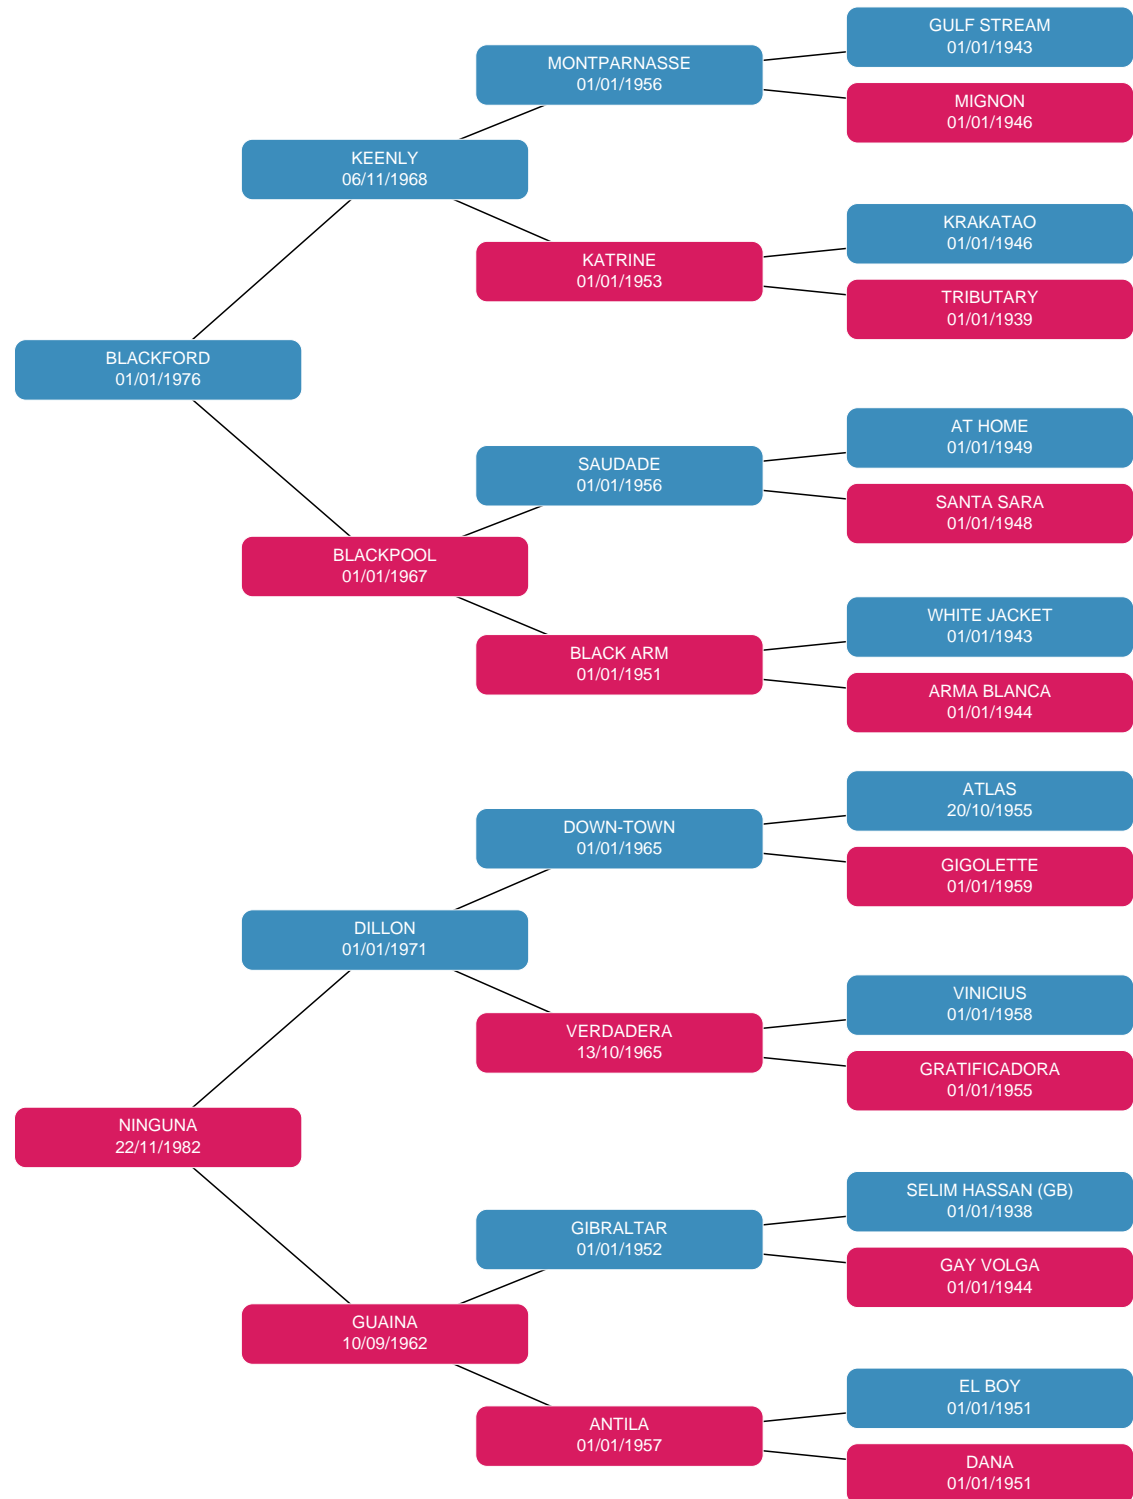 GULF STREAM
01/01/1943
MONTPARNASSE
01/01/1956
MIGNON
01/01/1946
KEENLY
06/11/1968
KRAKATAO
01/01/1946
KATRINE
01/01/1953
TRIBUTARY
01/01/1939
BLACKFORD
01/01/1976
AT HOME
01/01/1949
SAUDADE
01/01/1956
SANTA SARA
01/01/1948
BLACKPOOL
01/01/1967
WHITE JACKET
01/01/1943
BLACK ARM
01/01/1951
ARMA BLANCA
01/01/1944
ATLAS
20/10/1955
DOWN-TOWN
01/01/1965
GIGOLETTE
01/01/1959
DILLON
01/01/1971
VINICIUS
01/01/1958
VERDADERA
13/10/1965
GRATIFICADORA
01/01/1955
NINGUNA
22/11/1982
SELIM HASSAN (GB)
01/01/1938
GIBRALTAR
01/01/1952
GAY VOLGA
01/01/1944
GUAINA
10/09/1962
EL BOY
01/01/1951
ANTILA
01/01/1957
DANA
01/01/1951